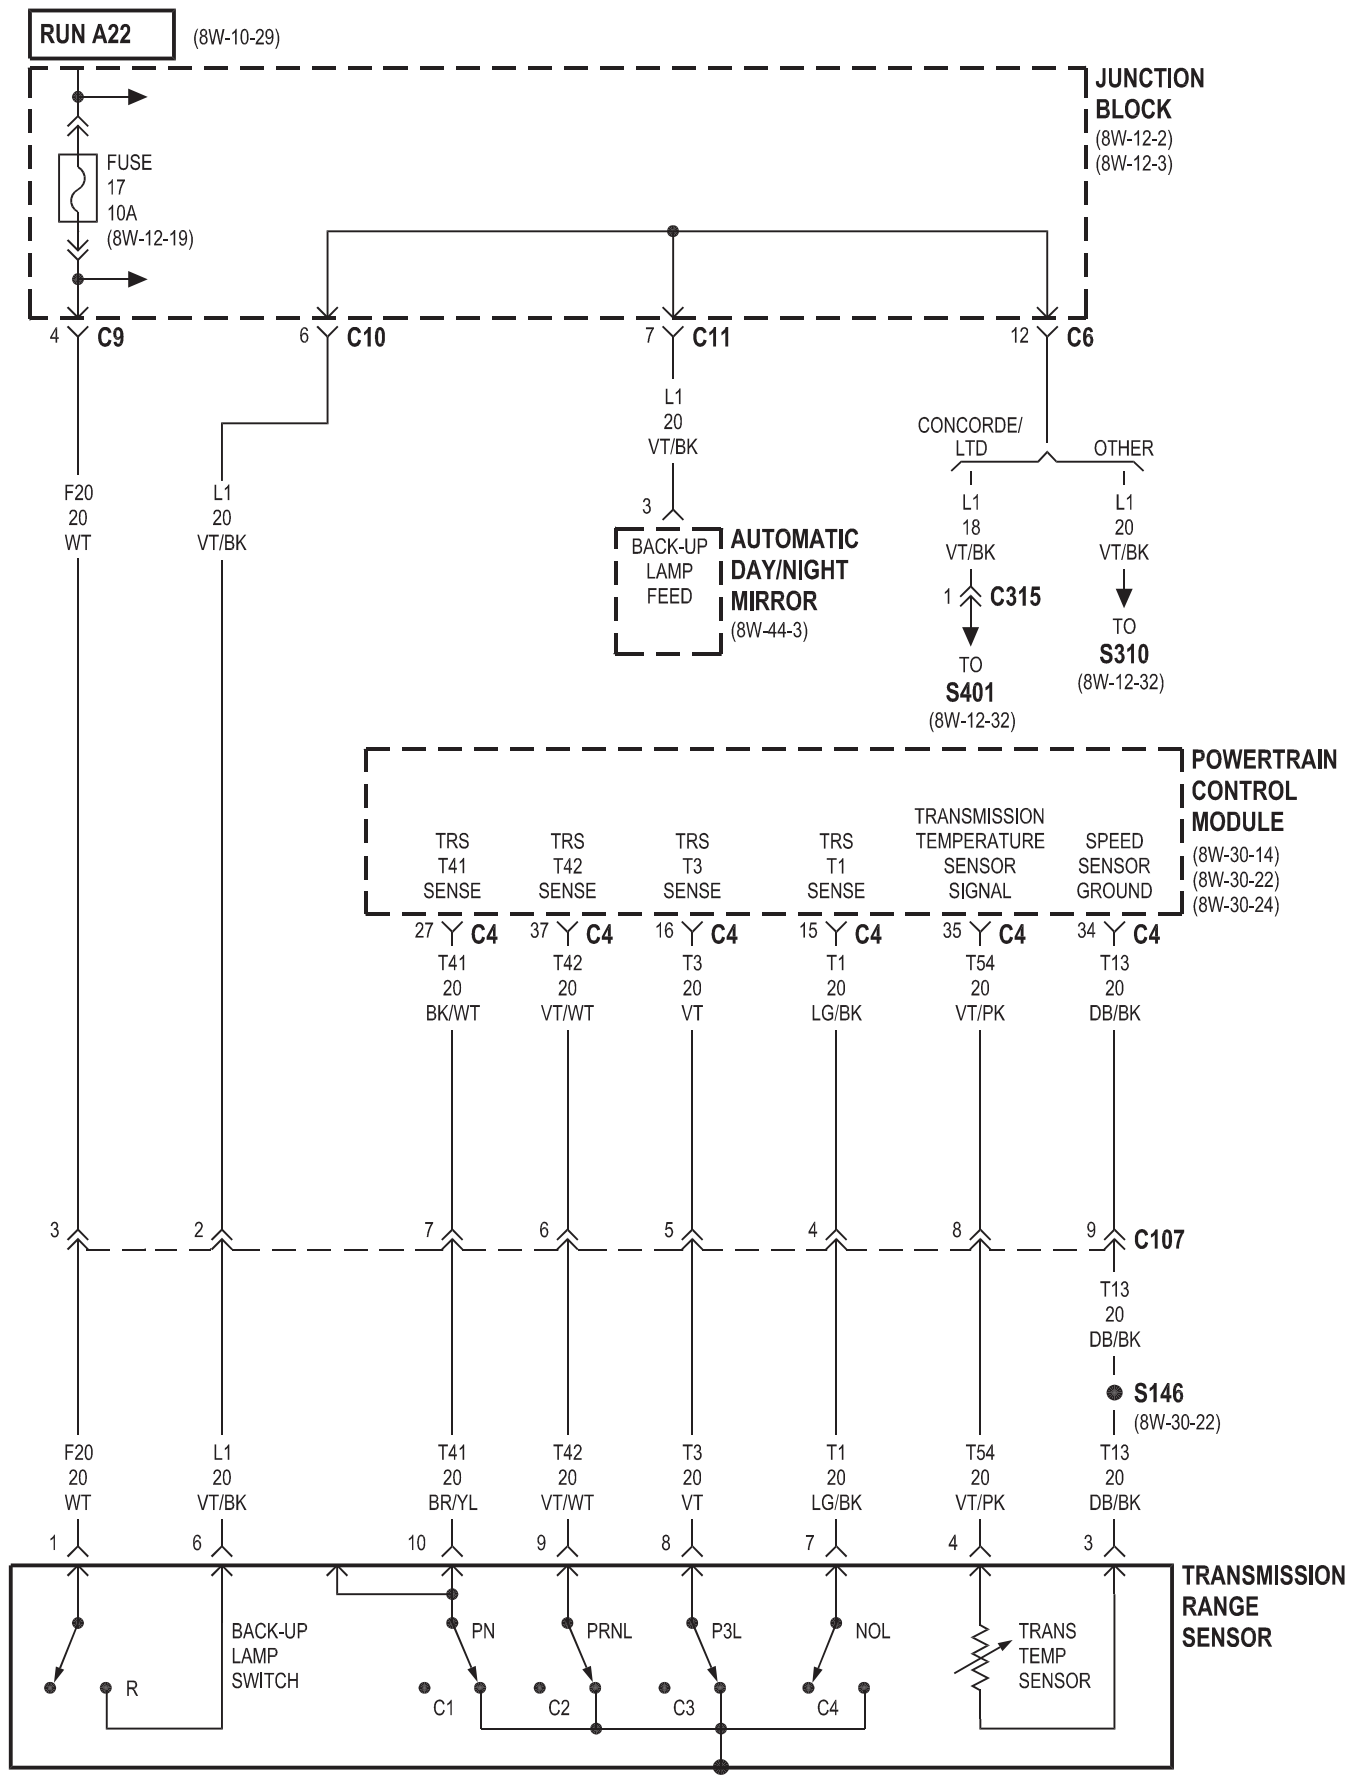 RUN A22 (8W-10-29)
JUNCTION
BLOCK
(8W-12-2)
(8W-12-3)
FUSE
17
10A
(8W-12-19)
4 C9 6 C10 7 C11 12 C6
L1
20
VT/BK
CONCORDE/
LTD OTHER
F20
20
WT
L1
20
VT/BK
L1
18
VT/BK
L1
20
VT/BK
3
BACK-UP
LAMP
FEED
AUTOMATIC
DAY/NIGHT
MIRROR
(8W-44-3)
1 C315
TO
S401
(8W-12-32)
TO
S310
(8W-12-32)
POWERTRAIN
CONTROL
MODULE
(8W-30-14)
(8W-30-22)
(8W-30-24)
TRS
T41
SENSE
TRS
T42
SENSE
TRS
T3
SENSE
TRS
T1
SENSE
TRANSMISSION
TEMPERATURE
SENSOR
SIGNAL
SPEED
SENSOR
GROUND
27 C4 37 C4 16 C4 15 C4 35 C4 34 C4
T41 T42 T3 T1 T54 T13
20 20 20 20 20 20
BK/WT VT/WT VT LG/BK VT/PK DB/BK
3 2 7 6 5 4 8 9 C107
T13
20
DB/BK
S146
(8W-30-22)
F20 L1 T41 T42 T3 T1 T54 T13
20 20 20 20 20 20 20 20
WT VT/BK BR/YL VT/WT VT LG/BK VT/PK DB/BK
1 6 10 9 8 7 4 3
TRANSMISSION
RANGE
SENSOR
BACK-UP
LAMP
SWITCH
R
PN PRNL P3L NOL
C1 C2 C3 C4
TRANS
TEMP
SENSOR